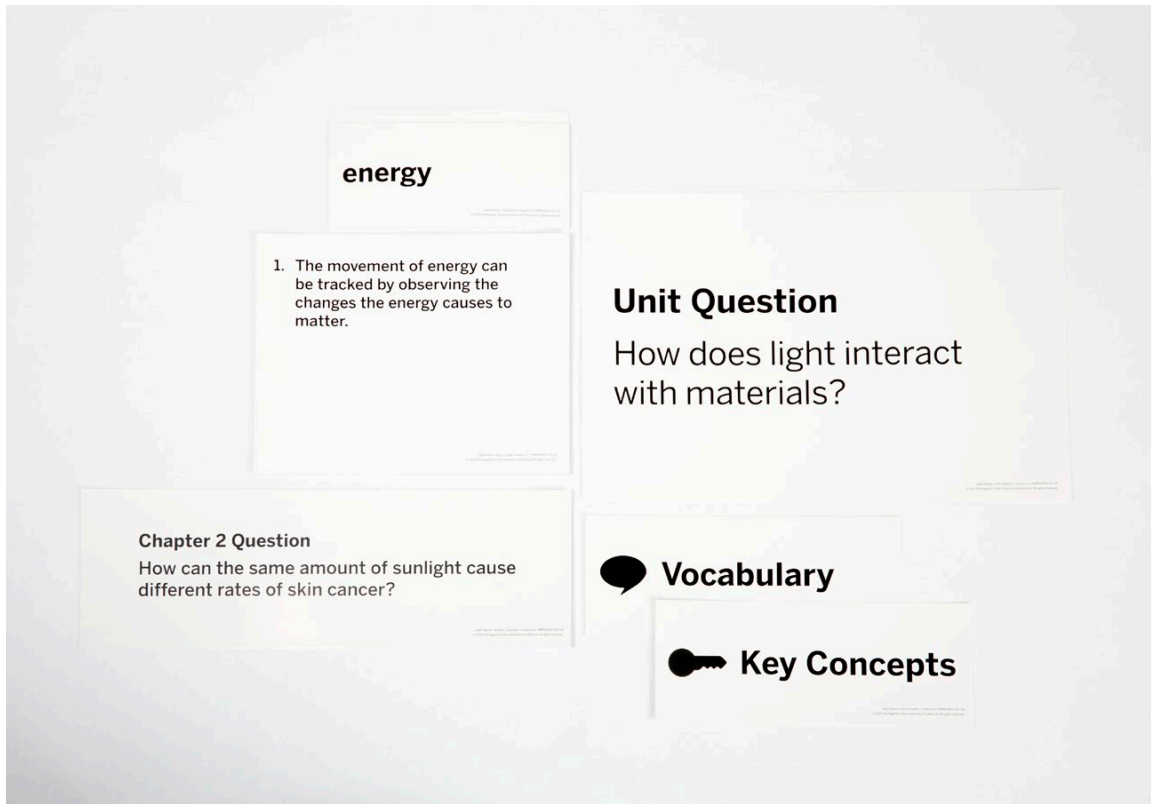 energy
1. The movement of energy can
be tracked by observing the
changes the energy causes to
matter.
Unit Question
How does light interact
with materials?
Chapter 2 Question
How can the same amount of sunlight cause
different rates of skin cancer?
Vocabulary
Key Concepts